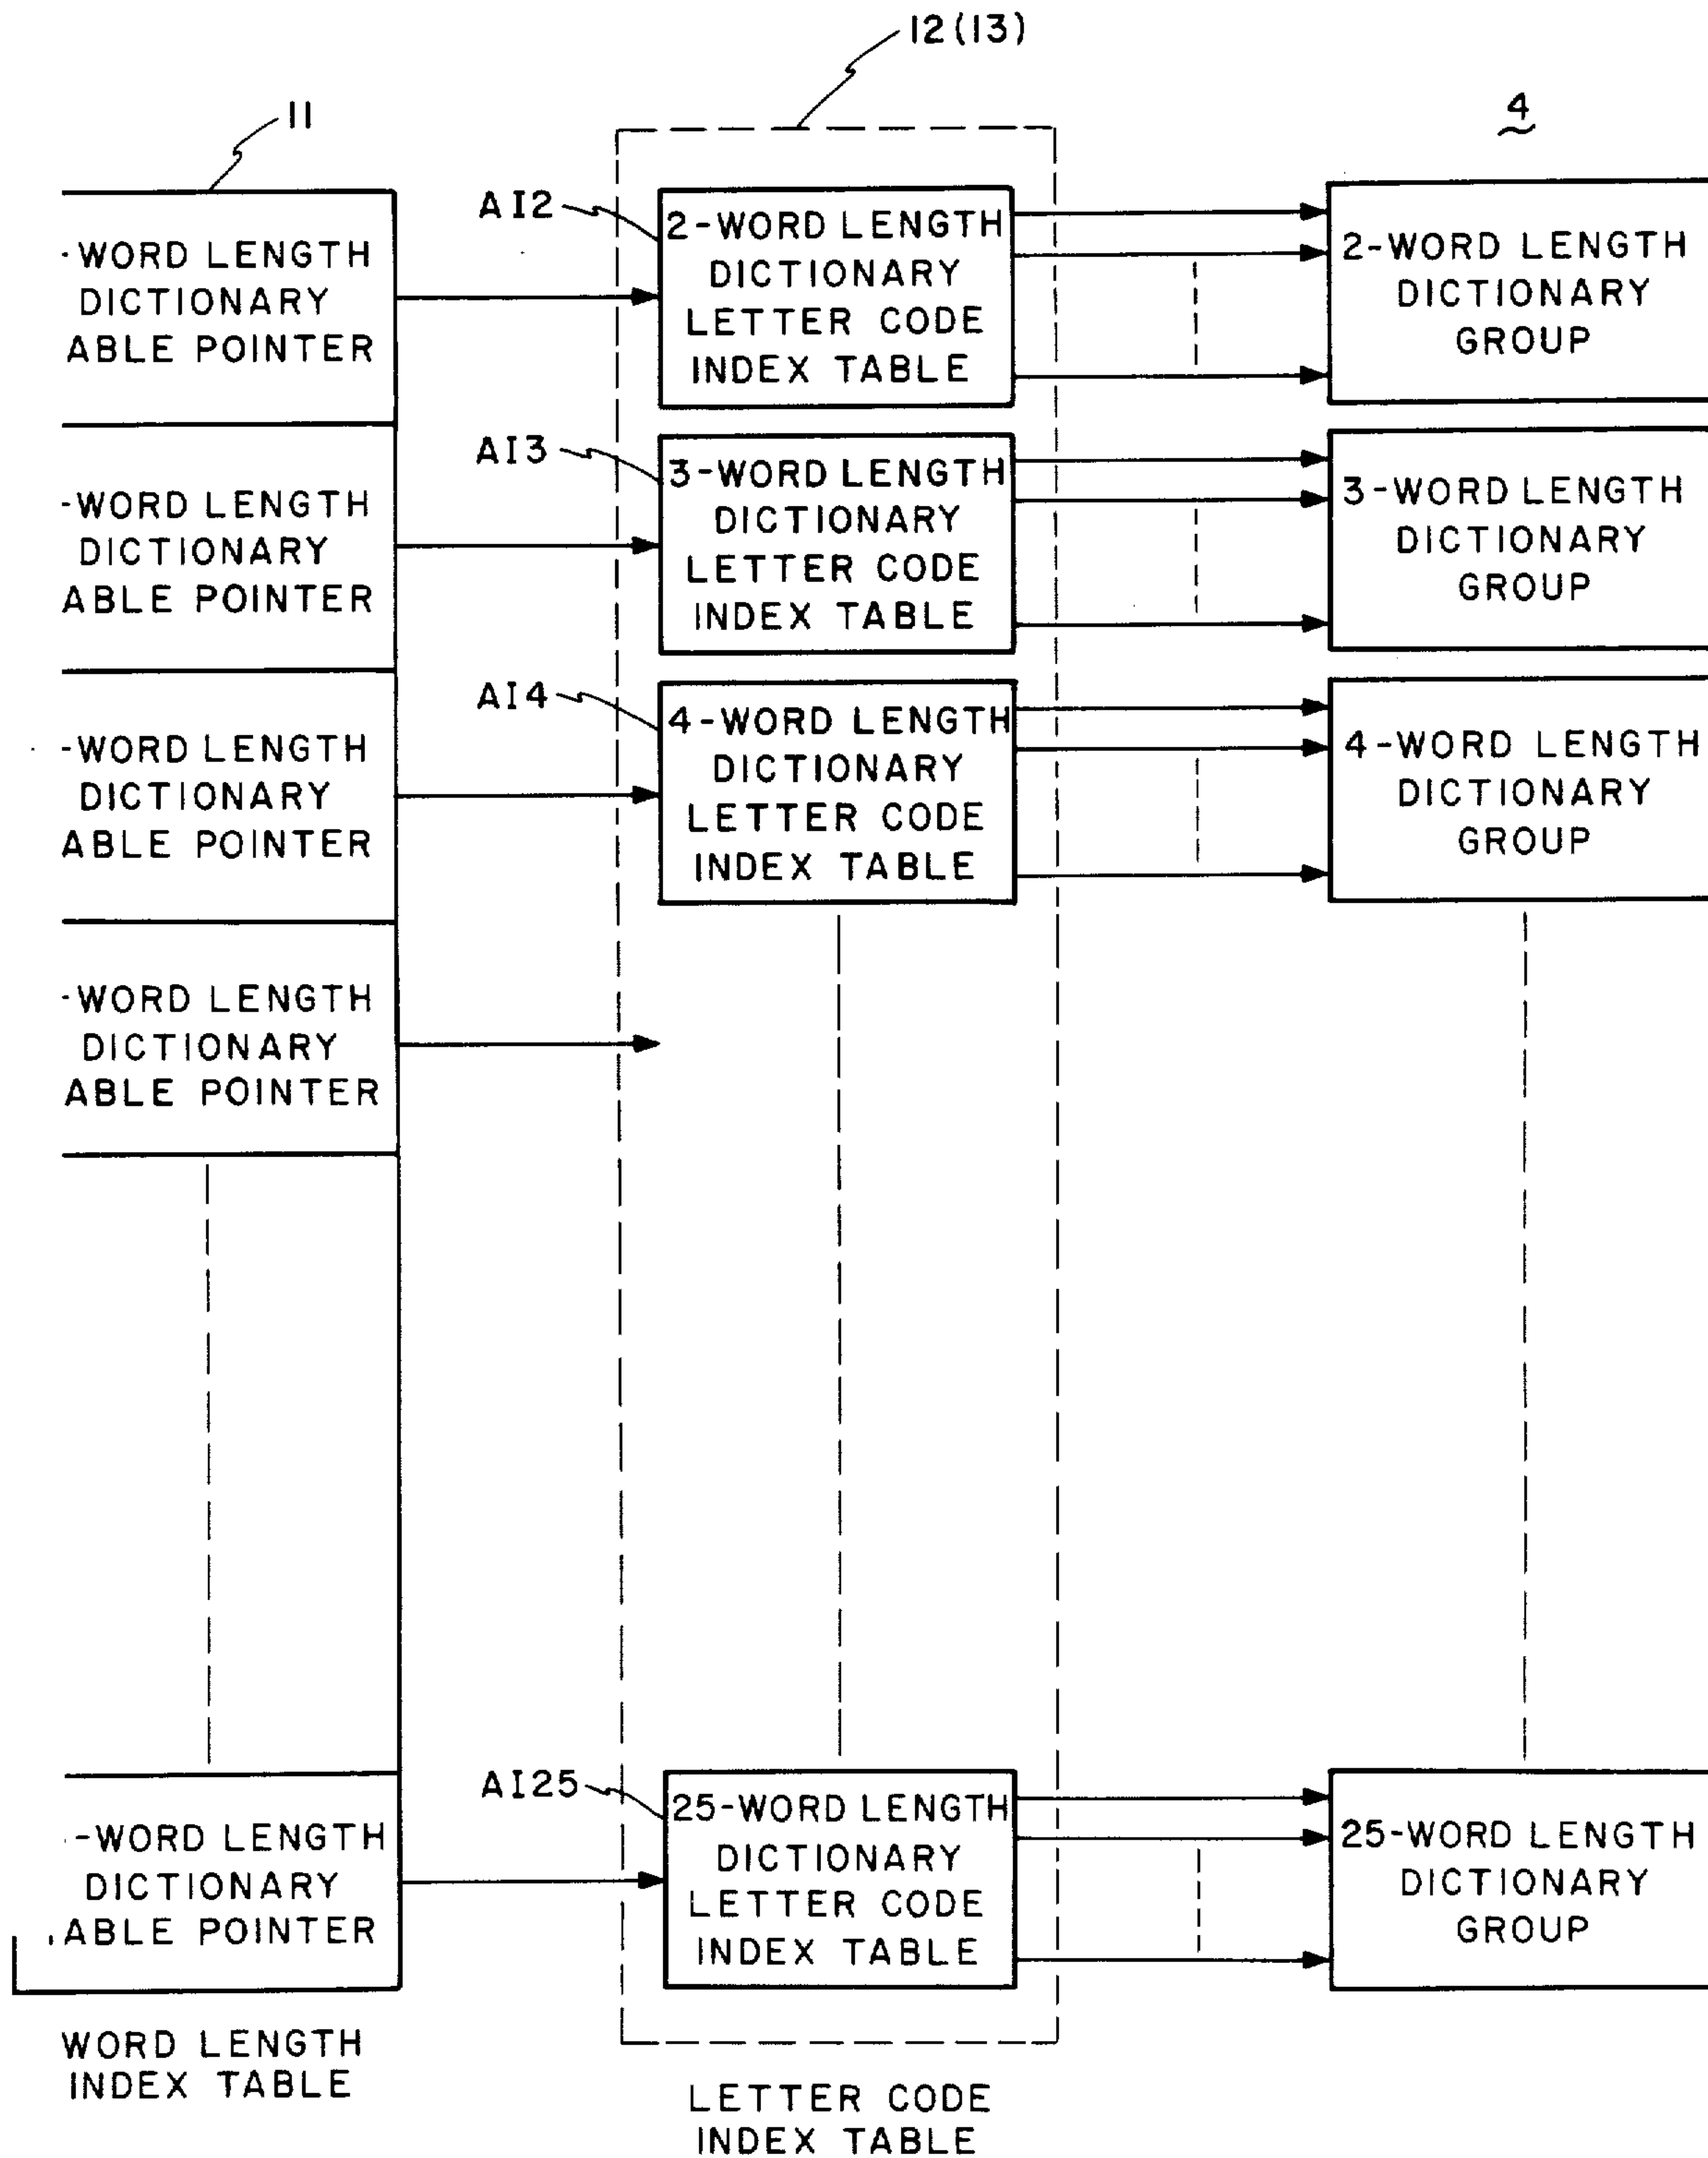 12(13)
11
4
-WORD LENGTH
DICTIONARY
ABLE POINTER
AI2
2-WORD LENGTH
DICTIONARY
LETTER CODE
INDEX TABLE
2-WORD LENGTH
DICTIONARY
GROUP
-WORD LENGTH
DICTIONARY
ABLE POINTER
AI3
3-WORD LENGTH
DICTIONARY
LETTER CODE
INDEX TABLE
3-WORD LENGTH
DICTIONARY
GROUP
-WORD LENGTH
DICTIONARY
ABLE POINTER
AI4
4-WORD LENGTH
DICTIONARY
LETTER CODE
INDEX TABLE
4-WORD LENGTH
DICTIONARY
GROUP
-WORD LENGTH
DICTIONARY
ABLE POINTER
-WORD LENGTH
DICTIONARY
ABLE POINTER
AI25
25-WORD LENGTH
DICTIONARY
LETTER CODE
INDEX TABLE
25-WORD LENGTH
DICTIONARY
GROUP
WORD LENGTH
INDEX TABLE
LETTER CODE
INDEX TABLE